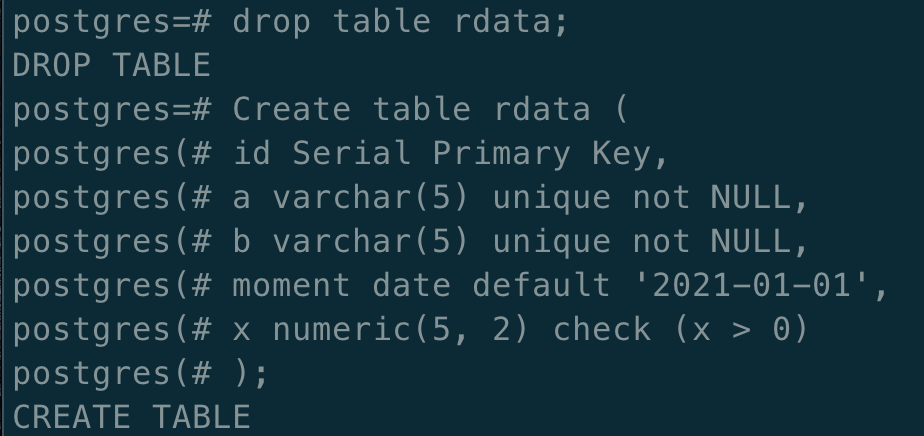 postgres=# drop table rdata;
DROP TABLE
postgres=# Create table rdata (
postgres(# id Serial Primary Key,
postgres(# a varchar(5) unique not NULL,
postgres(# b varchar(5) unique not NULL,
postgres(# moment date default '2021-01-01',
postgres(# x numeric(5, 2) check (x > 0)
postgres(# );
CREATE TABLE